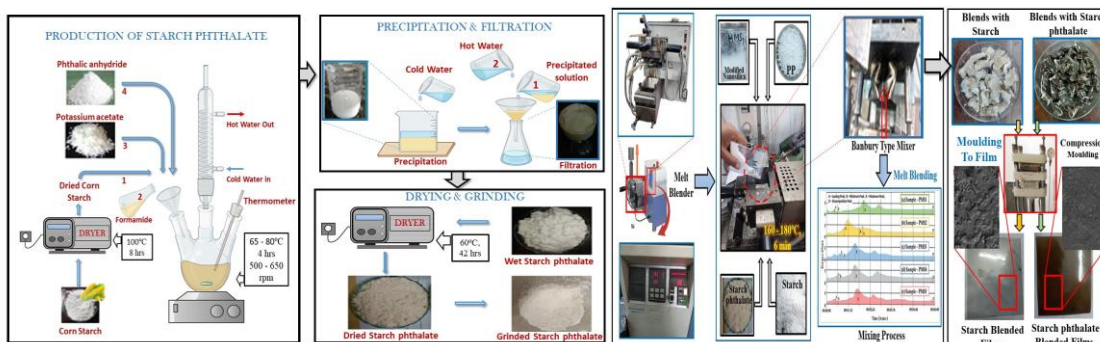 PRODUCTION OF STARCH PHTHALATE
Phthalic anhydride
4
Potassium acetate
3
Hot Water Out
Cold Water in
Dried Corn
Starch
1
2
Formamide
Thermometer
DRYER
100°C
8 hrs
65 - 80°C
4 hrs
500 - 650
rpm
Corn Starch
PRECIPITATION & FILTRATION
Hot Water
2
Cold Water
1
Precipitated
solution
Precipitation
Filtration
DRYING & GRINDING
DRYER
60°C,
42 hrs
Wet Starch phthalate
Dried Starch phthalate
Grinded Starch phthalate
Melt
Blender
HMS
Modified
Nanosilica
PP
160 - 180°C,
6 min
Starch
phthalate
Starch
Banbury Type Mixer
Melt Blending
Mixing Process
Blends with
Starch
Blends with Starch
phthalate
Moulding
To Film
Compression
Moulding
Starch Blended
Starch phthalate
Blended Films